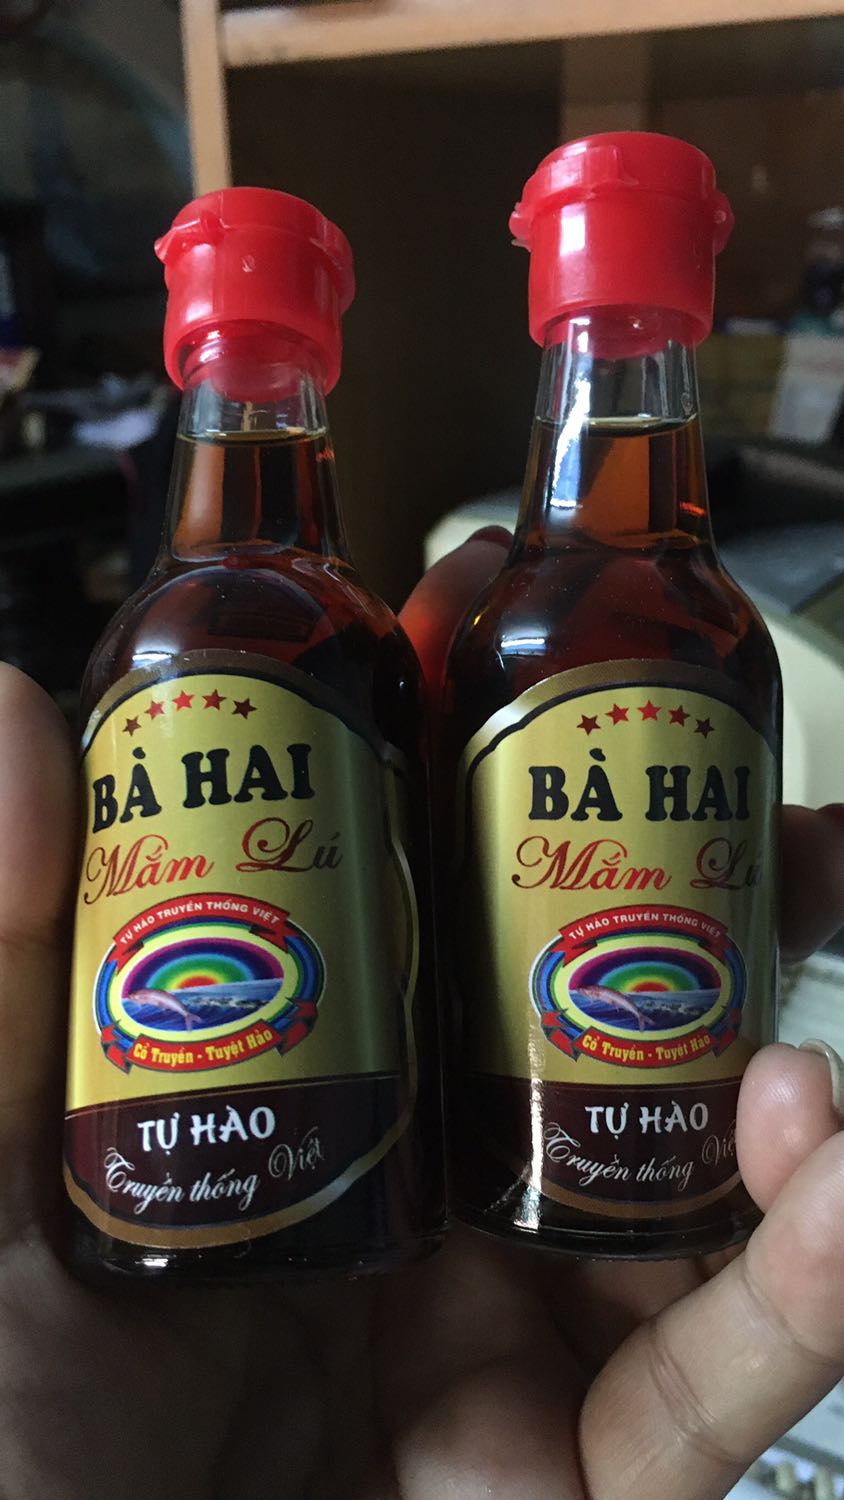 BÀ HAI
Mắm Lú
TỰ HÀO TRUYỀN THỐNG VIỆT
Cổ Truyền - Tuyệt Hảo
TỰ HÀO
Truyền thống Việt
BÀ HAI
Mắm Lú
TỰ HÀO TRUYỀN THỐNG VIỆT
Cổ Truyền - Tuyệt Hảo
TỰ HÀO
Truyền thống Việt